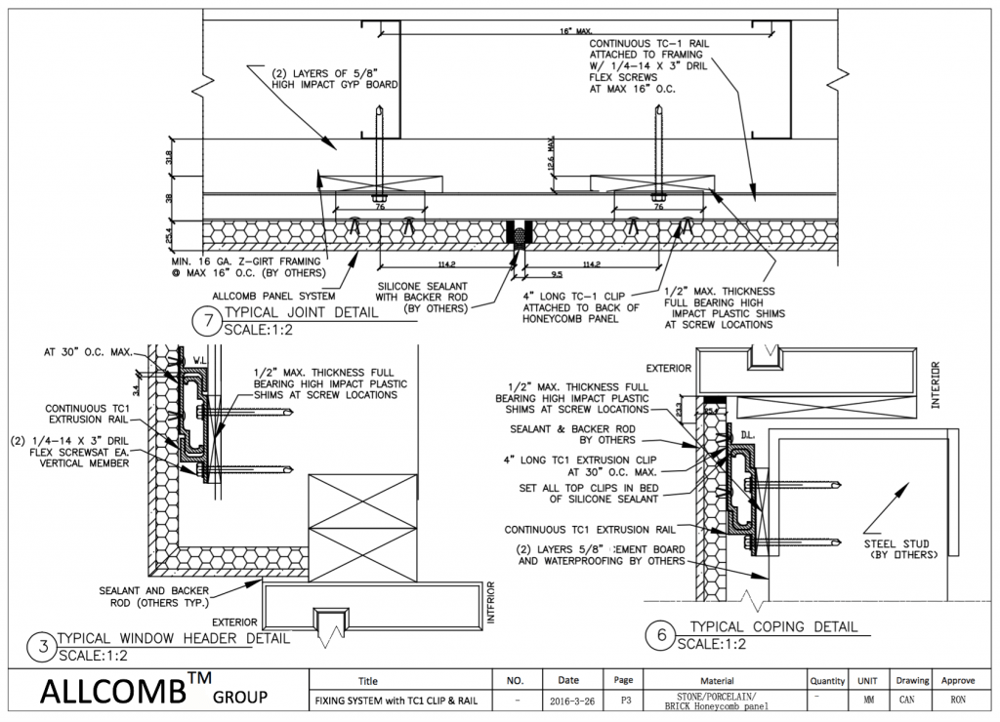 16" MAX.
CONTINUOUS TC-1 RAIL
ATTACHED TO FRAMING
W/ 1/4-14 X 3" DRIL
FLEX SCREWS
AT MAX 16" O.C.
(2) LAYERS OF 5/8"
HIGH IMPACT GYP BOARD
31.8
38
25.4
12.6 MAX.
76
76
114.2
114.2
9.5
MIN. 16 GA. Z-GIRT FRAMING
@ MAX 16" O.C. (BY OTHERS)
ALLCOMB PANEL SYSTEM
SILICONE SEALANT
WITH BACKER ROD
(BY OTHERS)
4" LONG TC-1 CLIP
ATTACHED TO BACK OF
HONEYCOMB PANEL
1/2" MAX. THICKNESS
FULL BEARING HIGH
IMPACT PLASTIC SHIMS
AT SCREW LOCATIONS
7
TYPICAL JOINT DETAIL
SCALE:1:2
AT 30" O.C. MAX.
W.L
3.4
1/2" MAX. THICKNESS FULL
BEARING HIGH IMPACT PLASTIC
SHIMS AT SCREW LOCATIONS
CONTINUOUS TC1
EXTRUSION RAIL
(2) 1/4-14 X 3" DRIL
FLEX SCREWSAT EA.
VERTICAL MEMBER
SEALANT AND BACKER
ROD (OTHERS TYP.)
EXTERIOR
INTERIOR
3
TYPICAL WINDOW HEADER DETAIL
SCALE:1:2
EXTERIOR
INTERIOR
1/2" MAX. THICKNESS FULL
BEARING HIGH IMPACT PLASTIC
SHIMS AT SCREW LOCATIONS
23.3
25.4
D.L.
SEALANT & BACKER ROD
BY OTHERS
4" LONG TC1 EXTRUSION CLIP
AT 30" O.C. MAX.
SET ALL TOP CLIPS IN BED
OF SILICONE SEALANT
CONTINUOUS TC1 EXTRUSION RAIL
(2) LAYERS 5/8" CEMENT BOARD
AND WATERPROOFING BY OTHERS
STEEL STUD
(BY OTHERS)
6
TYPICAL COPING DETAIL
SCALE:1:2
ALLCOMB™ GROUP
Title NO. Date Page Material Quantity UNIT Drawing Approve
FIXING SYSTEM with TC1 CLIP & RAIL - 2016-3-26 P3 STONE/PORCELAIN/ - MM CAN RON
BRICK Honeycomb panel